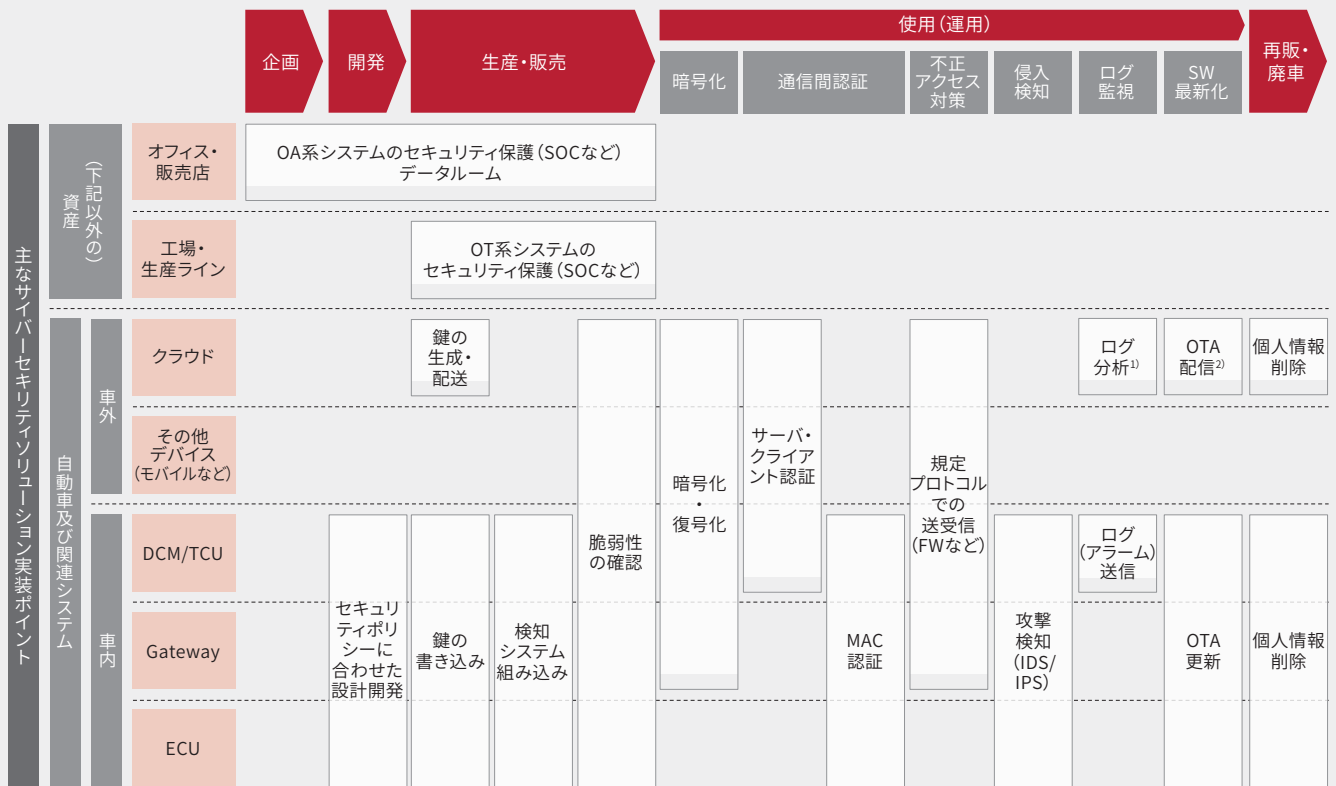 企画
開発
生産・販売
使用（運用）
再販・
廃車
暗号化
通信間認証
不正
アクセス
対策
侵入
検知
ログ
監視
SW
最新化
主なサイバーセキリティソリューション実装ポイント
（下記以外の）
資産
オフィス・
販売店
OA系システムのセキュリティ保護（SOCなど）
データルーム
工場・
生産ライン
OT系システムの
セキュリティ保護（SOCなど）
自動車及び関連システム
車外
クラウド
鍵の
生成・
配送
ログ
分析1)
OTA
配信2)
個人情報
削除
その他
デバイス
（モバイルなど）
サーバ・
クライア
ント認証
暗号化
・
復号化
規定
プロトコル
での
送受信
（FWなど）
車内
DCM/TCU
脆弱性
の確認
ログ
（アラーム）
送信
Gateway
セキュリ
ティポリ
シーに
合わせた
設計開発
鍵の
書き込み
検知
システム
組み込み
MAC
認証
攻撃
検知
（IDS/
IPS）
OTA
更新
個人情報
削除
ECU